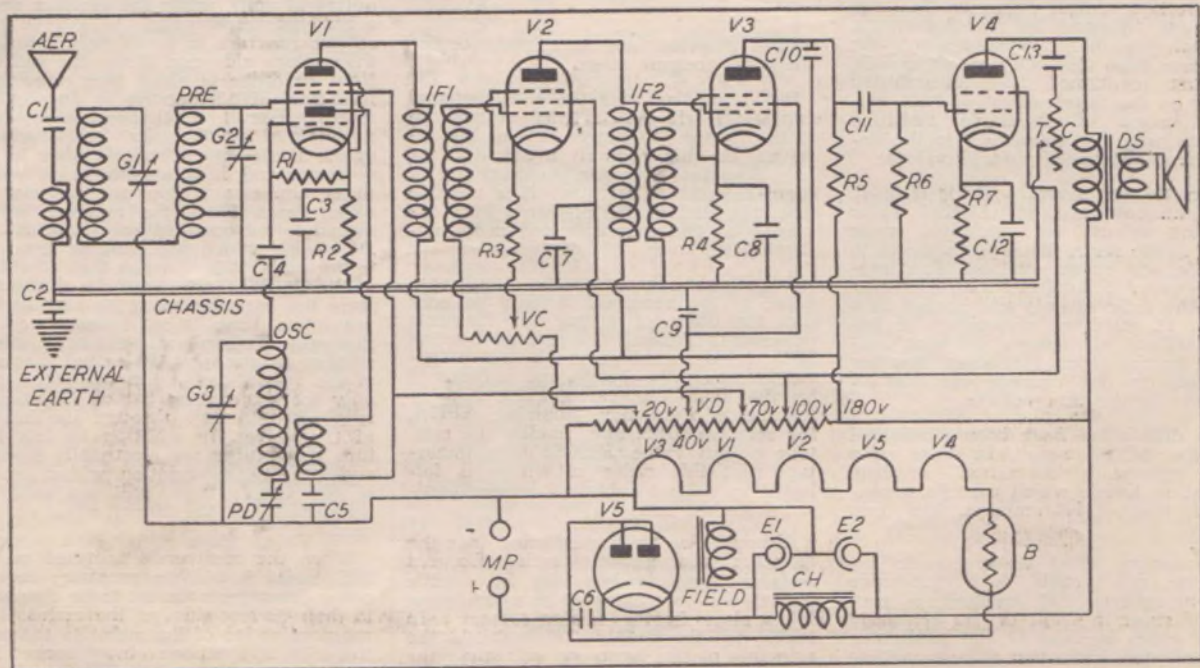 AER
V1
V2
V3
V4
C10
C13
C1
PRE
IF1
IF2
T C
DS
G1
G2
C11
R1
R5
R6
R7
C3
R2
R3
C7
R4
C8
C12
C4
C2
CHASSIS
VC
C9
OSC
EXTERNAL
EARTH
G3
20v VD 70v 100v 180v
40v
V3 V1 V2 V5 V4
PD
C5
V5
E1 E2
- MP
+
B
CH
C6
FIELD